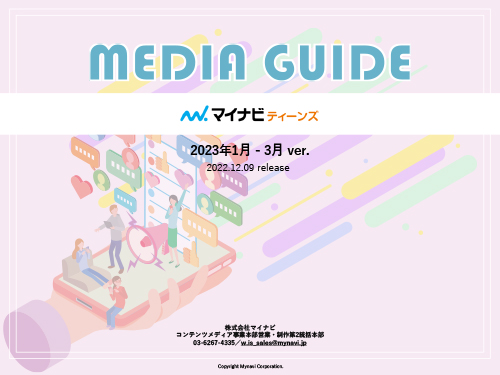 MEDIA GUIDE
マイナビ ティーンズ
2023年1月 - 3月 ver.
2022.12.09 release
株式会社マイナビ
コンテンツメディア事業本部営業・制作第2統括本部
03-6267-4335／w.is_sales@mynavi.jp
Copyright Mynavi Corporation.